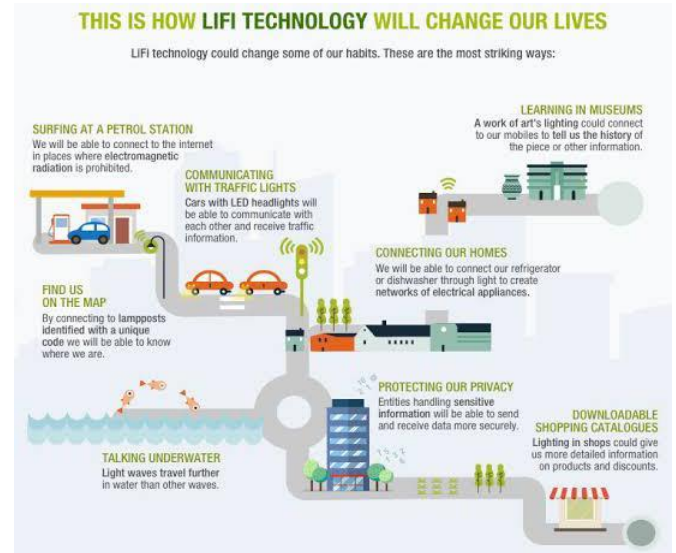 THIS IS HOW LIFI TECHNOLOGY WILL CHANGE OUR LIVES
LiFi technology could change some of our habits. These are the most striking ways:
LEARNING IN MUSEUMS
A work of art's lighting could connect
to our mobiles to tell us the history of
the piece or other information.
SURFING AT A PETROL STATION
We will be able to connect to the internet
in places where electromagnetic
radiation is prohibited.
COMMUNICATING
WITH TRAFFIC LIGHTS
Cars with LED headlights will
be able to communicate with
each other and receive traffic
information.
CONNECTING OUR HOMES
We will be able to connect our refrigerator
or dishwasher through light to create
networks of electrical appliances.
FIND US
ON THE MAP
By connecting to lampposts
identified with a unique
code we will be able to know
where we are.
PROTECTING OUR PRIVACY
Entities handling sensitive
information will be able to send
and receive data more securely.
DOWNLOADABLE
SHOPPING CATALOGUES
Lighting in shops could give
us more detailed information
on products and discounts.
TALKING UNDERWATER
Light waves travel further
in water than other waves.